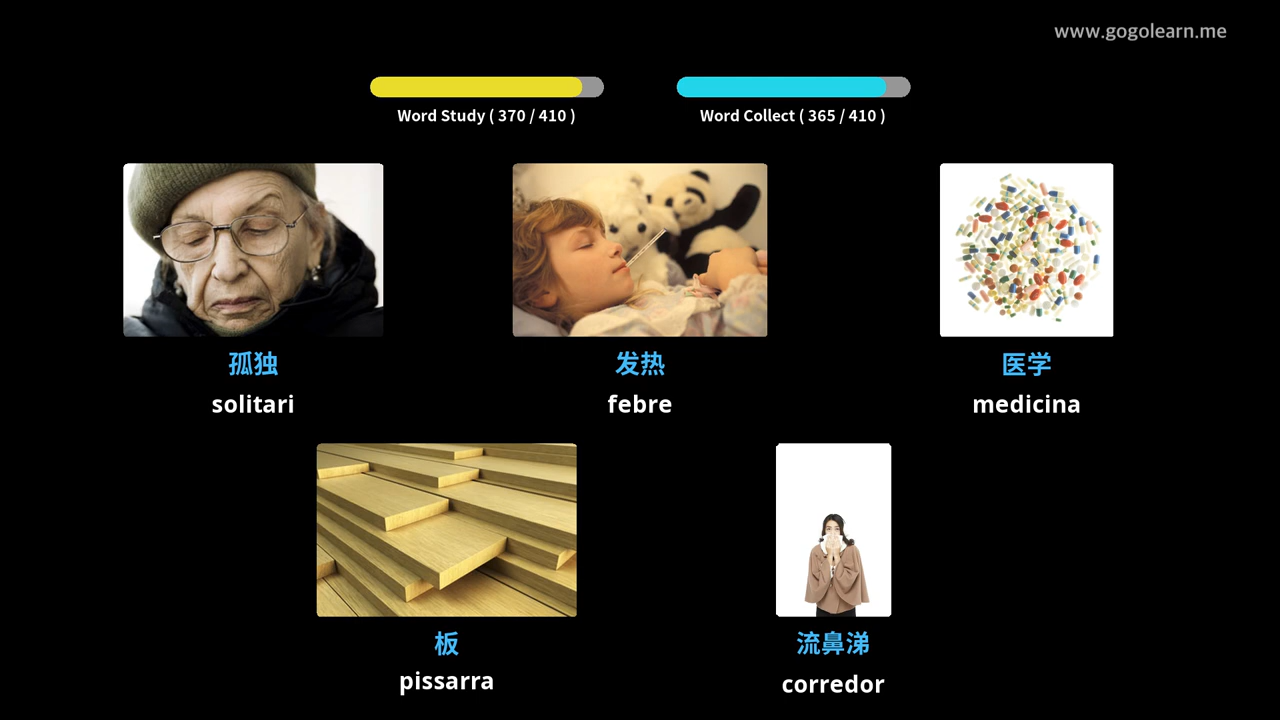 www.gogolearn.me
Word Study ( 370 / 410 )
Word Collect ( 365 / 410 )
孤独
solitari
发热
febre
医学
medicina
板
pissarra
流鼻涕
corredor